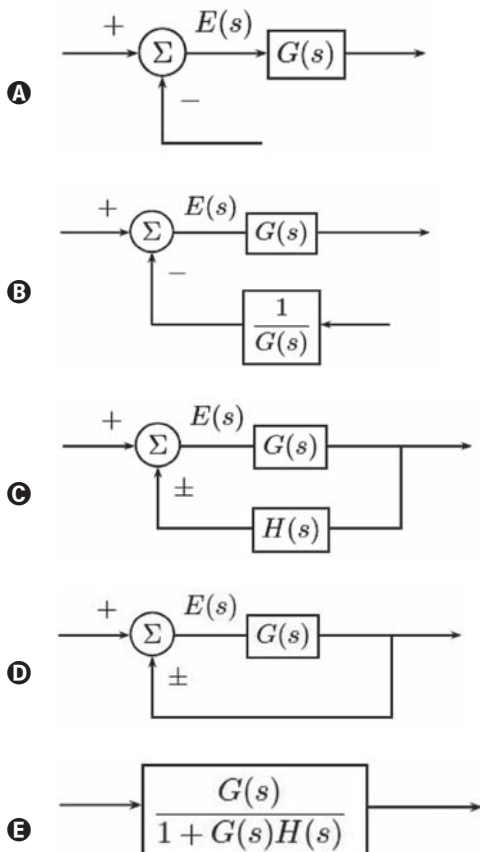 + Σ E(s) G(s)
−
A
+ Σ E(s) G(s)
−
B
1
G(s)
+ Σ E(s) G(s)
±
C
H(s)
+ Σ E(s) G(s)
±
D
G(s)
1 + G(s)H(s)
E